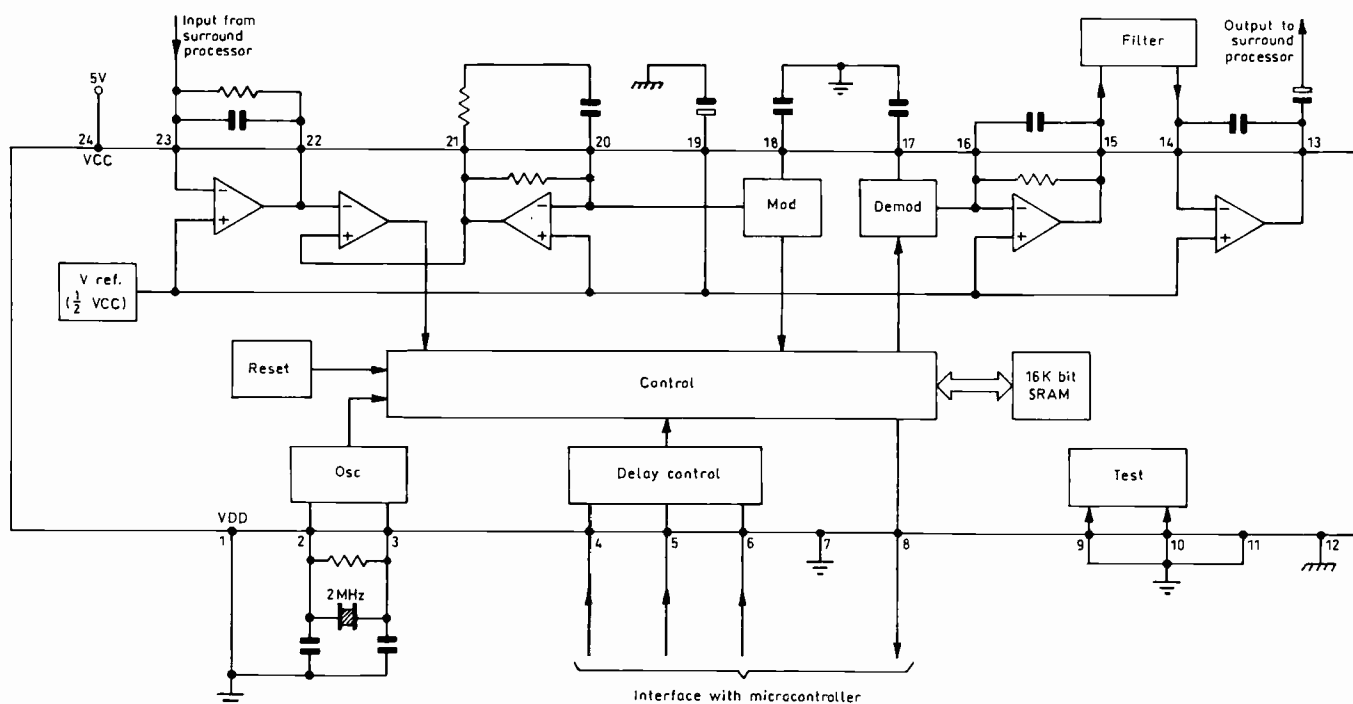 Input from
surround
processor
Filter
Output to
surround
processor
5V
24
VCC
23
22
21
20
19
18
17
16
15
14
13
−
+
−
+
−
+
Mod
Demod
−
+
−
+
V ref.
(½ VCC)
Reset
Control
16K bit
SRAM
Osc
Delay control
Test
VDD
1
2
3
4
5
6
7
8
9
10
11
12
2MHz
Interface with microcontroller